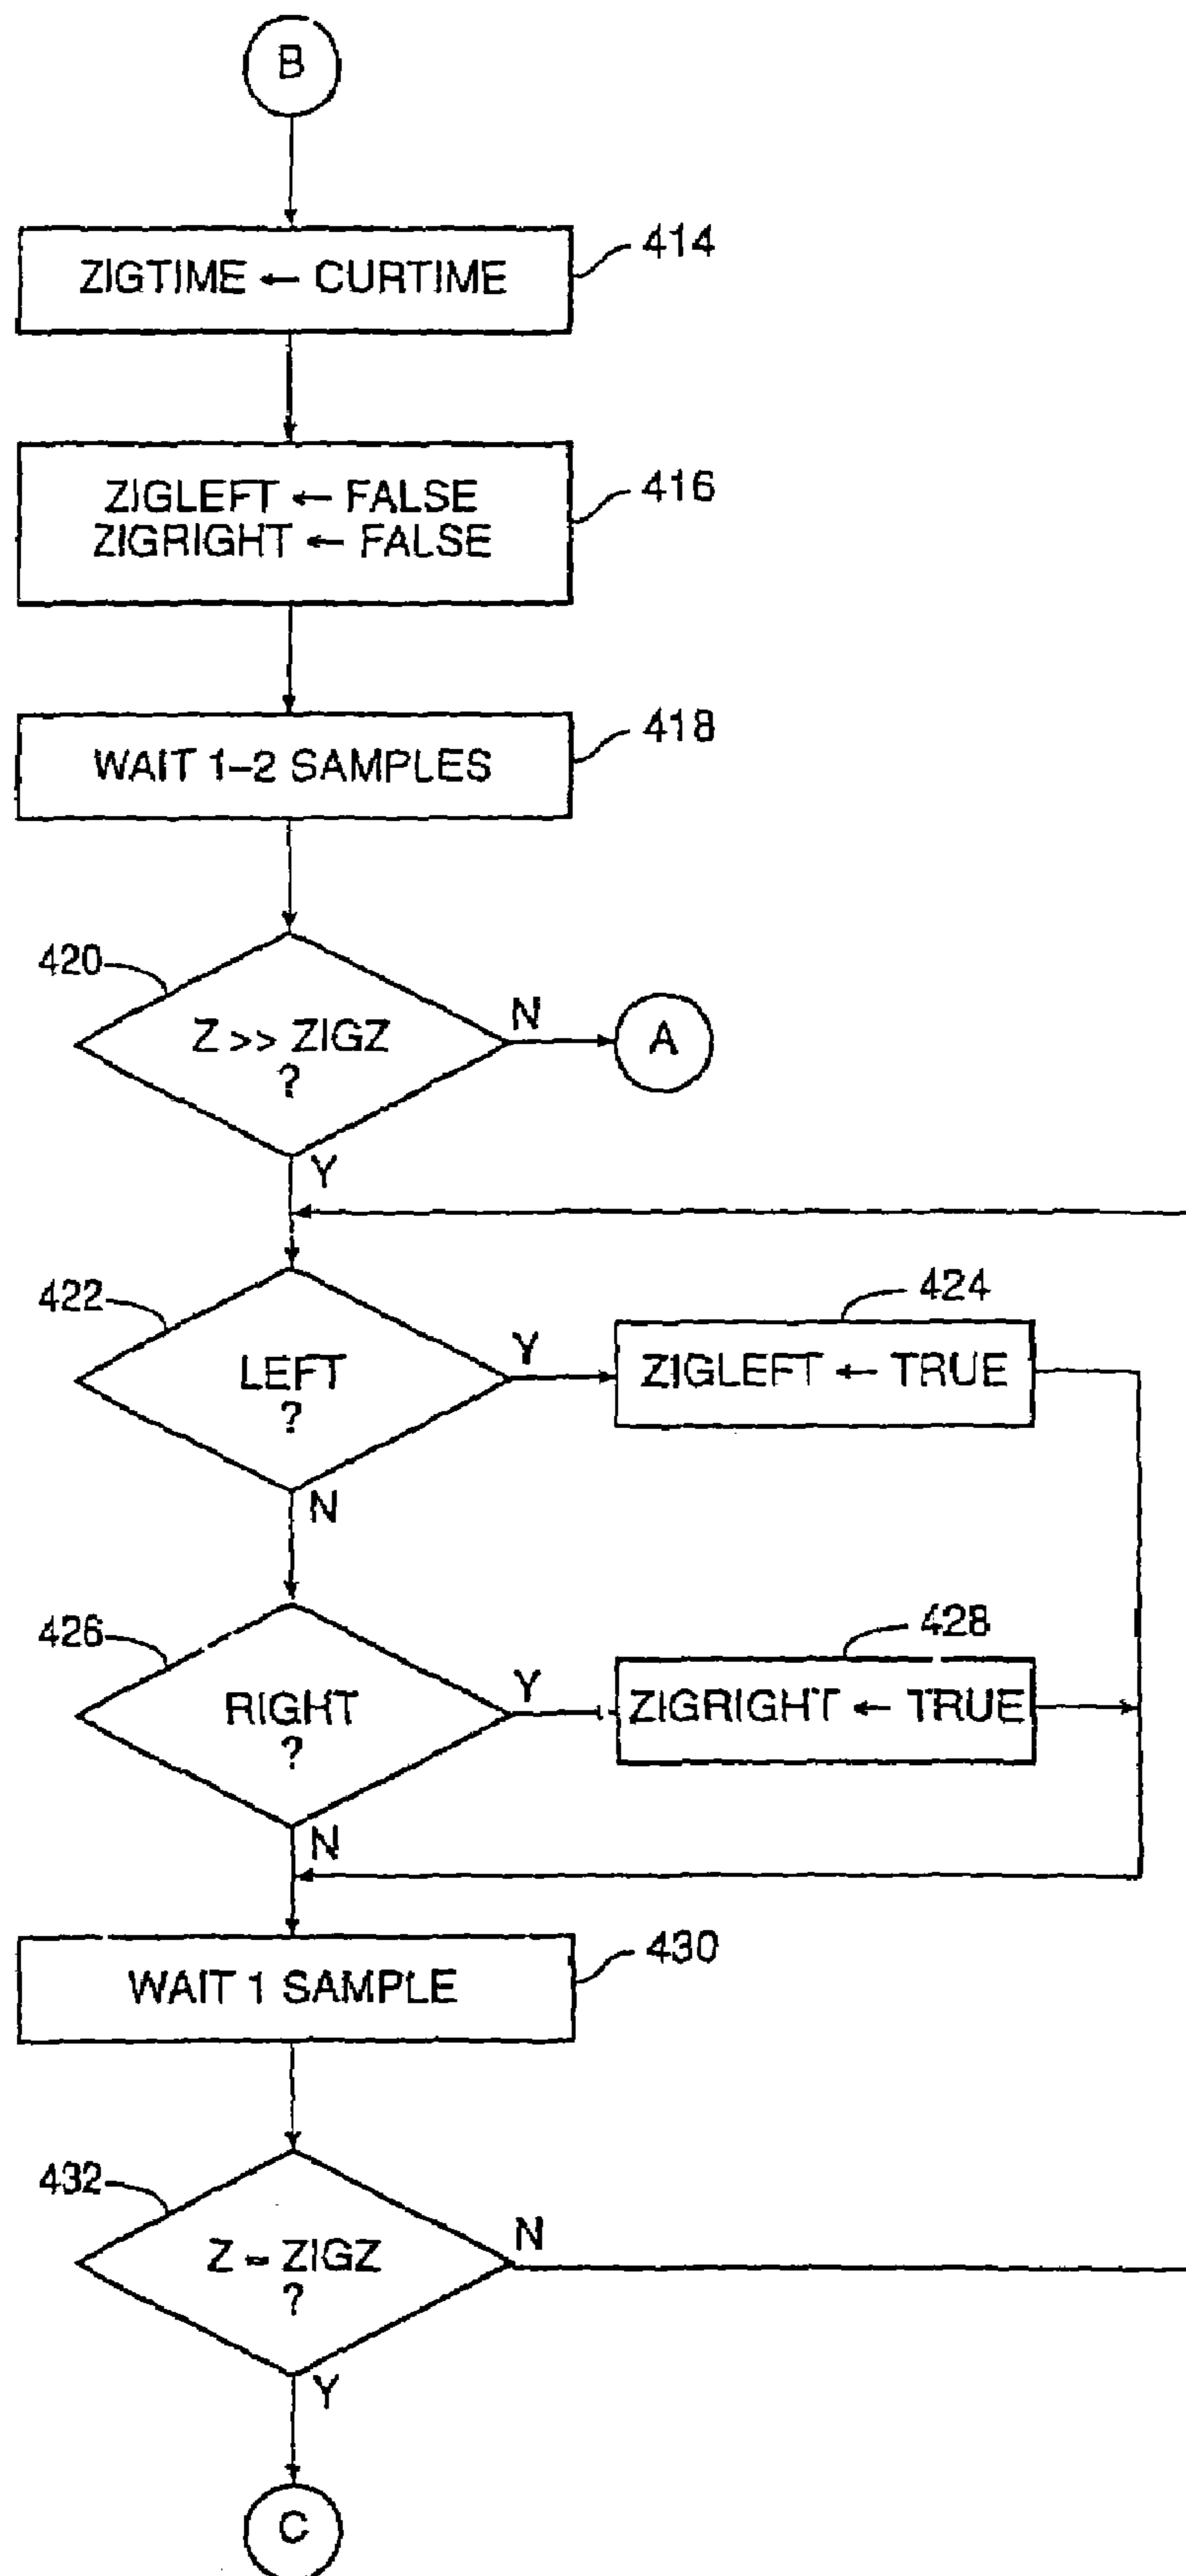 B
ZIGTIME ← CURTIME
414
ZIGLEFT ← FALSE
ZIGRIGHT ← FALSE
416
WAIT 1–2 SAMPLES
418
420
Z >> ZIGZ
?
N
A
Y
422
LEFT
?
Y
424
ZIGLEFT ← TRUE
N
426
RIGHT
?
Y
428
ZIGRIGHT ← TRUE
N
WAIT 1 SAMPLE
430
432
Z = ZIGZ
?
N
Y
C